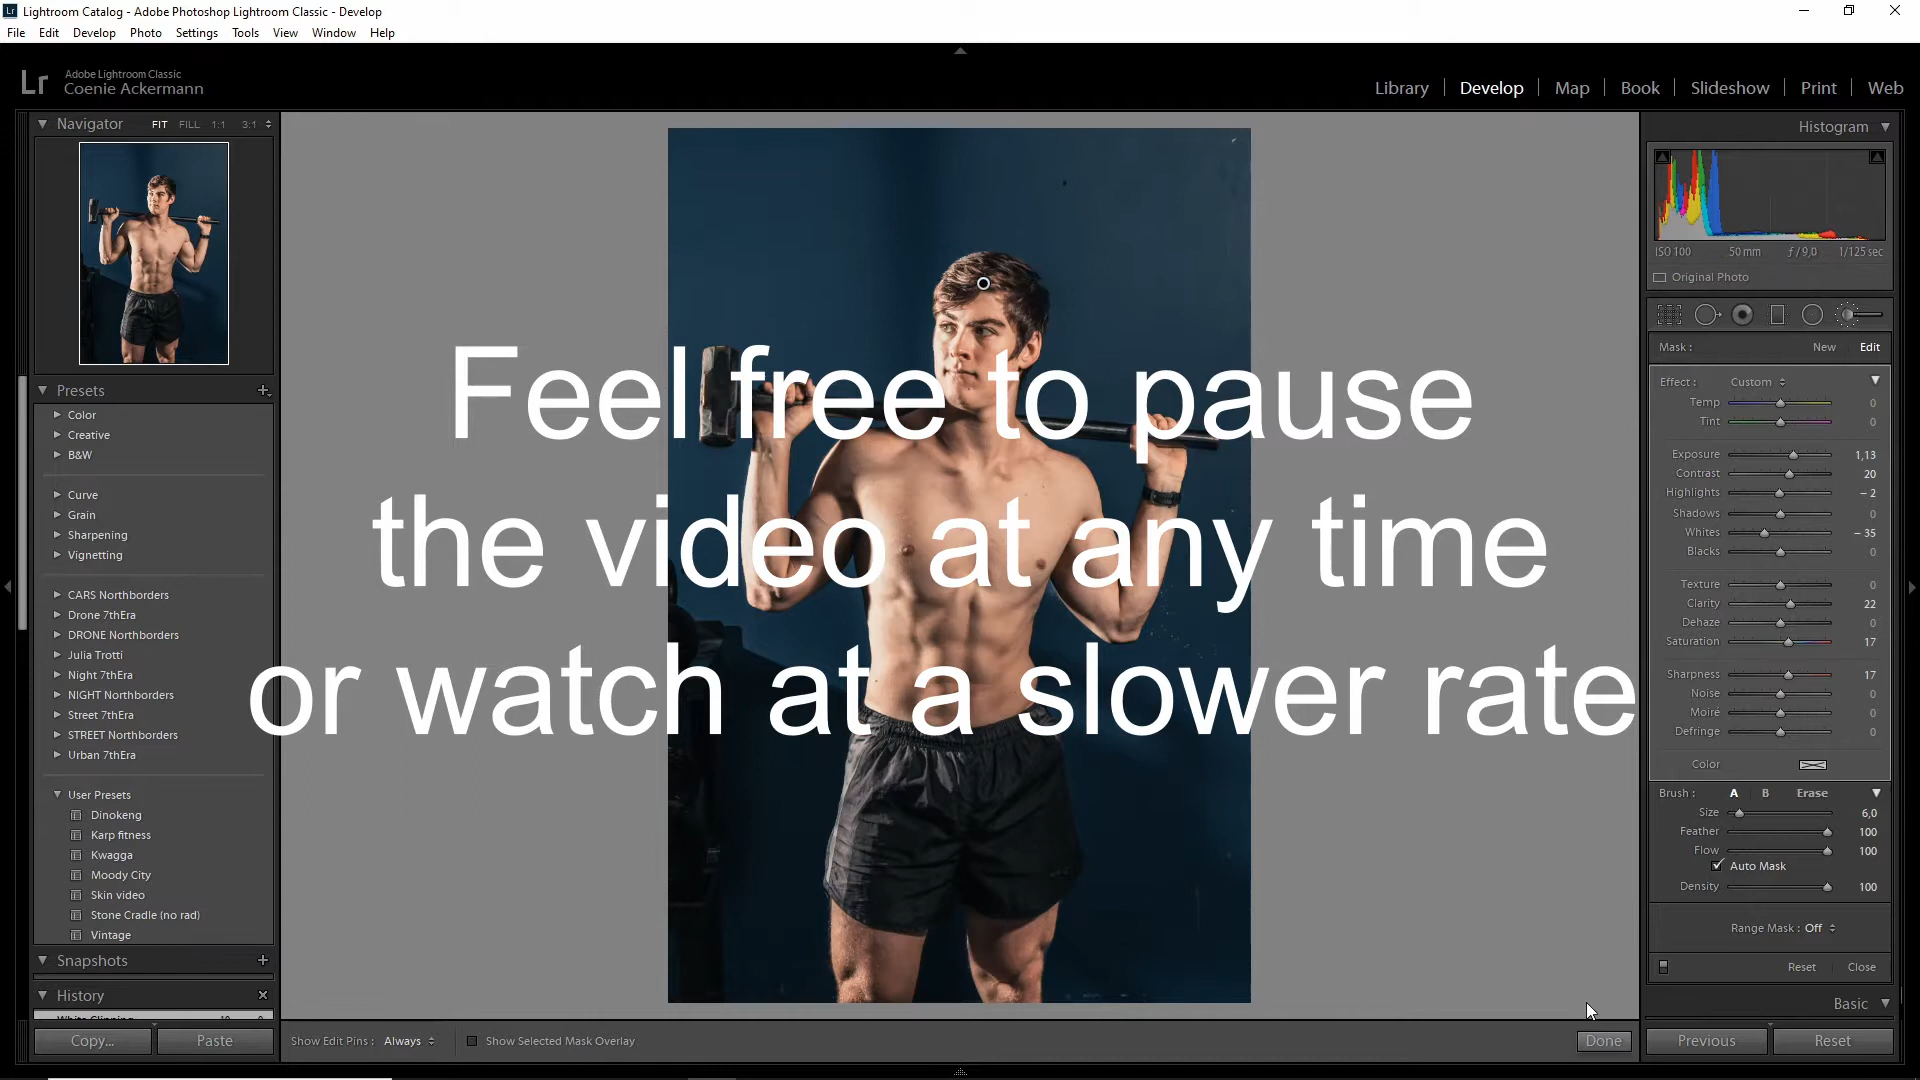 Lightroom Catalog - Adobe Photoshop Lightroom Classic - Develop
File Edit Develop Photo Settings Tools View Window Help
Lr Adobe Lightroom Classic
Coenie Ackermann
Library Develop Map Book Slideshow Print Web
Navigator FIT FILL 1:1 3:1
Presets
Color
Creative
B&W
Curve
Grain
Sharpening
Vignetting
CARS Northborders
Drone 7thEra
DRONE Northborders
Julia Trotti
Night 7thEra
NIGHT Northborders
Street 7thEra
STREET Northborders
Urban 7thEra
User Presets
Dinokeng
Karp fitness
Kwagga
Moody City
Skin video
Stone Cradle (no rad)
Vintage
Snapshots
History
Copy... Paste
Feel free to pause
the video at any time
or watch at a slower rate
Show Edit Pins : Always Show Selected Mask Overlay Done
Histogram
ISO 100 50 mm ƒ / 9,0 1/125 sec
Original Photo
Mask : New Edit
Effect : Custom
Temp 0
Tint 0
Exposure 1,13
Contrast 20
Highlights – 2
Shadows 0
Whites – 35
Blacks 0
Texture 0
Clarity 22
Dehaze 0
Saturation 17
Sharpness 17
Noise 0
Moiré 0
Defringe 0
Color
Brush : A B Erase
Size 6,0
Feather 100
Flow 100
Auto Mask
Density 100
Range Mask : Off
Reset Close
Basic
Previous Reset